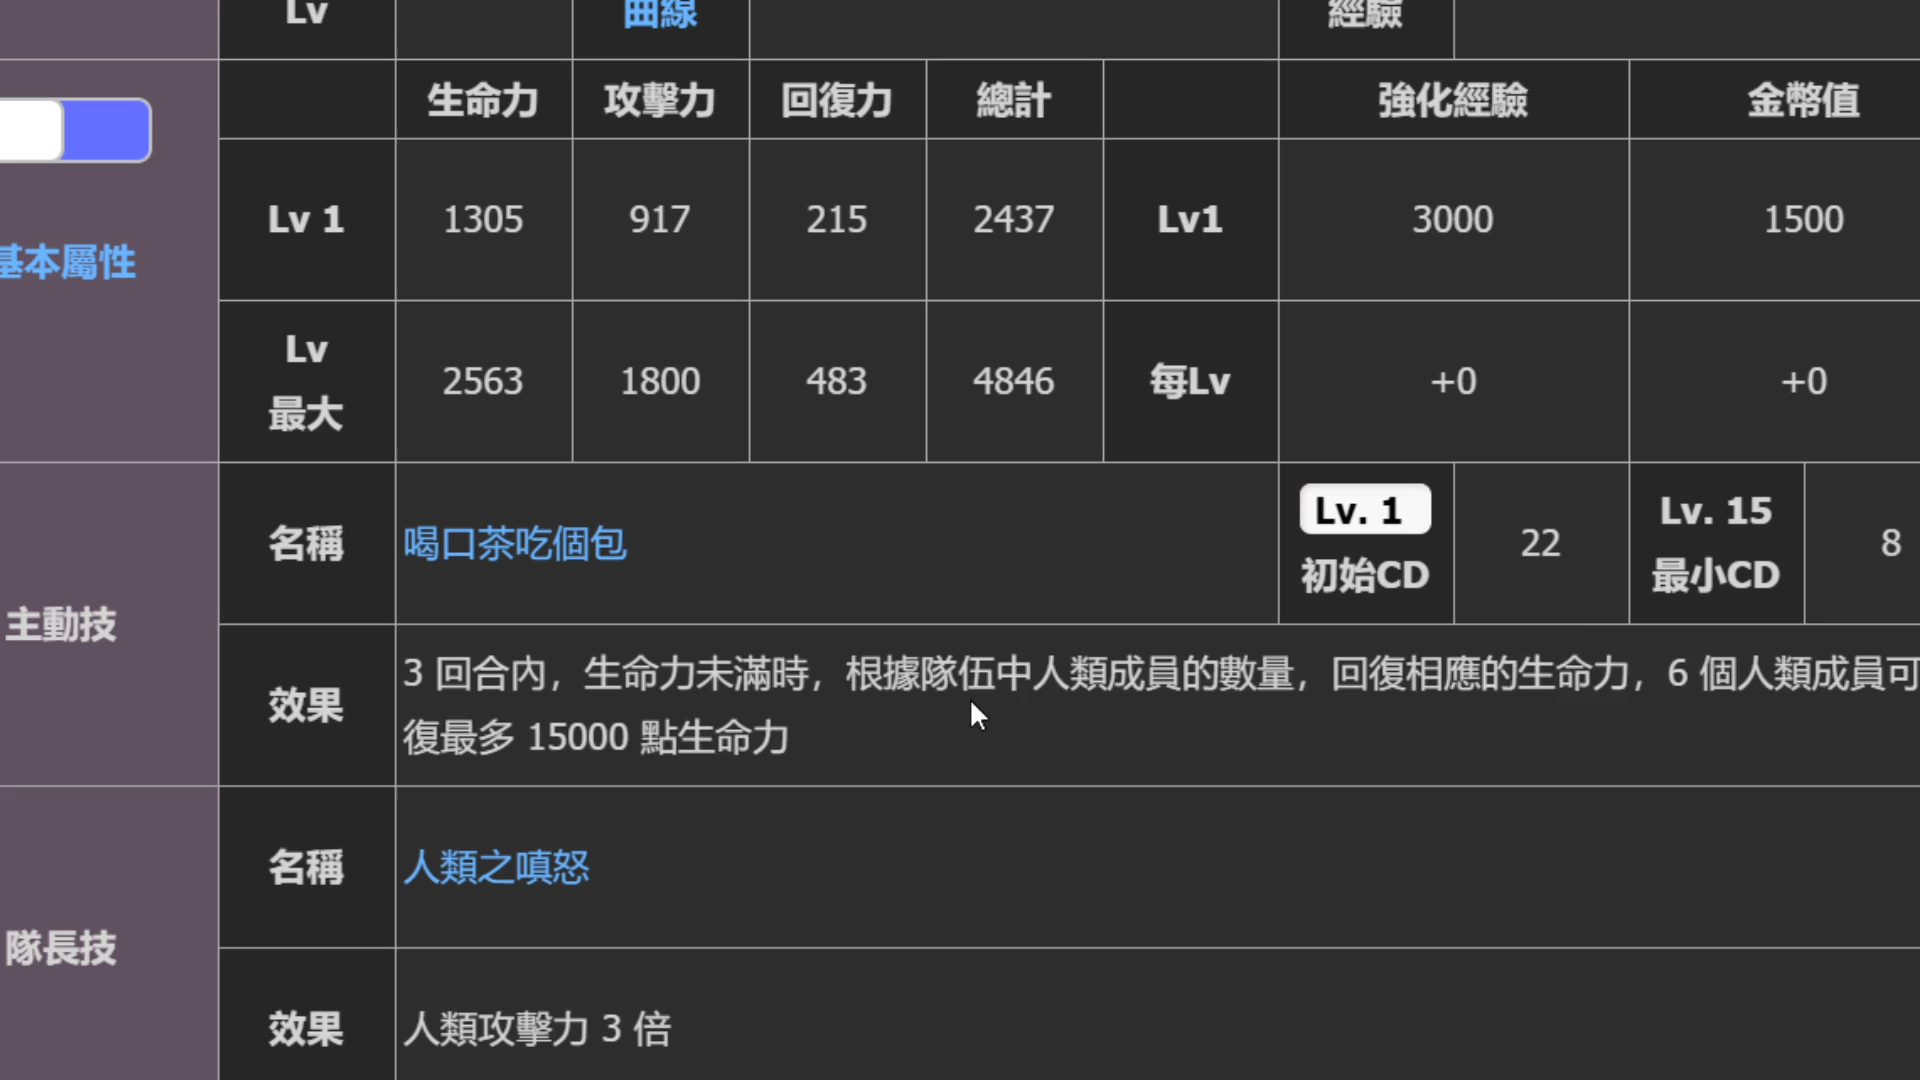 Lv 曲線 經驗
生命力 攻擊力 回復力 總計 強化經驗 金幣值
Lv 1 1305 917 215 2437 Lv1 3000 1500
基本屬性
Lv
最大 2563 1800 483 4846 每Lv +0 +0
主動技
名稱 喝口茶吃個包 Lv. 1 初始CD 22 Lv. 15 最小CD 8
效果 3 回合內，生命力未滿時，根據隊伍中人類成員的數量，回復相應的生命力，6 個人類成員可
復最多 15000 點生命力
隊長技
名稱 人類之嗔怒
效果 人類攻擊力 3 倍